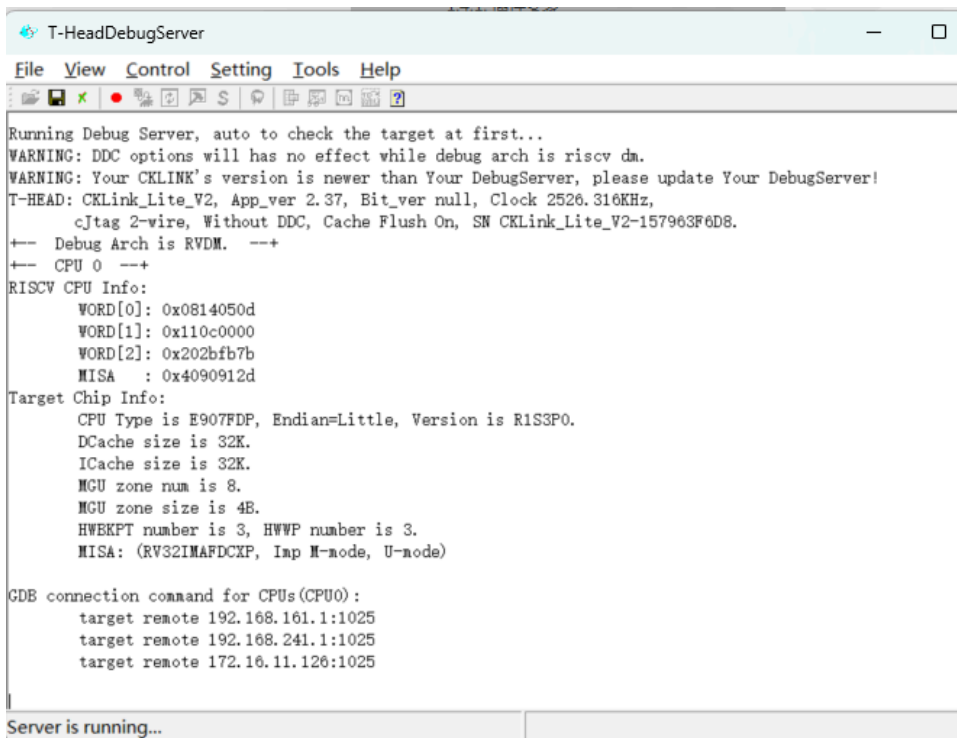 T-HeadDebugServer
File View Control Setting Tools Help
Running Debug Server, auto to check the target at first...
WARNING: DDC options will has no effect while debug arch is riscv dm.
WARNING: Your CKLINK's version is newer than Your DebugServer, please update Your DebugServer!
T-HEAD: CKLink_Lite_V2, App_ver 2.37, Bit_ver null, Clock 2526.316KHz,
cJtag 2-wire, Without DDC, Cache Flush On, SN CKLink_Lite_V2-157963F6D8.
+-- Debug Arch is RVDM. --+
+-- CPU 0 --+
RISCV CPU Info:
WORD[0]: 0x0814050d
WORD[1]: 0x110c0000
WORD[2]: 0x202bfb7b
MISA : 0x4090912d
Target Chip Info:
CPU Type is E907FDP, Endian=Little, Version is R1S3P0.
DCache size is 32K.
ICache size is 32K.
MGU zone num is 8.
MGU zone size is 4B.
HWBKPT number is 3, HWWP number is 3.
MISA: (RV32IMAFDCXP, Imp M-mode, U-mode)
GDB connection command for CPUs(CPU0):
target remote 192.168.161.1:1025
target remote 192.168.241.1:1025
target remote 172.16.11.126:1025
Server is running...